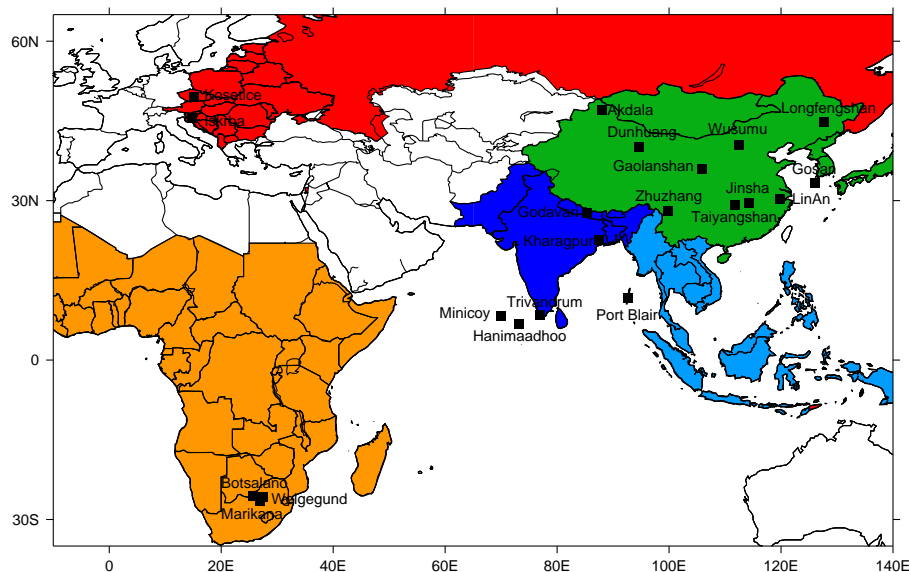 60N
30N
0
30S
0
20E
40E
60E
80E
100E
120E
140E
Kosetice
Akdala
Longfengshan
Dunhuang
Wusumu
Gaolanshan
Gosan
Zhuzhang
Jinsha
LinAn
Taiyangshan
Godavari
Kharagpur
Minicoy
Trivandrum
Port Blair
Hanimaadhoo
Botsalano
Welgegund
Marikana